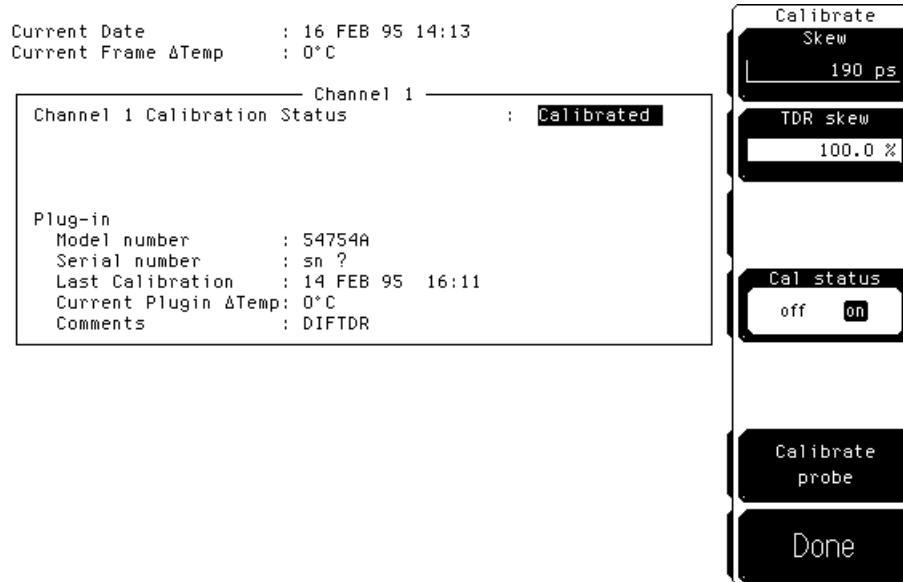 Current Date : 16 FEB 95 14:13
Current Frame ΔTemp : 0°C
Channel 1
Channel 1 Calibration Status : Calibrated
Plug-in
Model number : 54754A
Serial number : sn ?
Last Calibration : 14 FEB 95 16:11
Current Plugin ΔTemp: 0°C
Comments : DIFTDR
Calibrate
Skew
190 ps
TDR skew
100.0 %
Cal status
off on
Calibrate
probe
Done